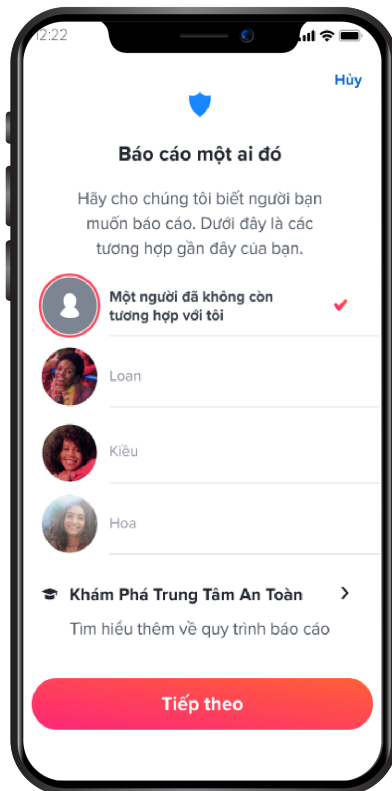 12:22
Hủy
Báo cáo một ai đó
Hãy cho chúng tôi biết người bạn
muốn báo cáo. Dưới đây là các
tương hợp gần đây của bạn.
Một người đã không còn
tương hợp với tôi
Loan
Kiều
Hoa
Khám Phá Trung Tâm An Toàn
Tìm hiểu thêm về quy trình báo cáo
Tiếp theo